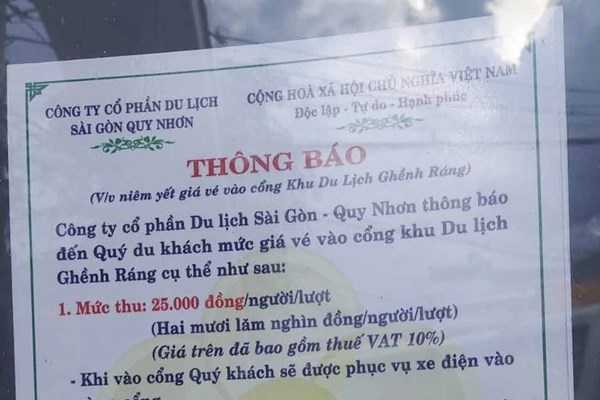 CÔNG TY CỔ PHẦN DU LỊCH
SÀI GÒN QUY NHƠN
CỘNG HOÀ XÃ HỘI CHỦ NGHĨA VIỆT NAM
Độc lập - Tự do - Hạnh phúc
THÔNG BÁO
(V/v niêm yết giá vé vào cổng Khu Du Lịch Ghềnh Ráng)
Công ty cổ phần Du lịch Sài Gòn - Quy Nhơn thông báo
đến Quý du khách mức giá vé vào cổng khu Du lịch
Ghềnh Ráng cụ thể như sau:
1. Mức thu: 25.000 đồng/người/lượt
(Hai mươi lăm nghìn đồng/người/lượt)
(Giá trên đã bao gồm thuế VAT 10%)
- Khi vào cổng Quý khách sẽ được phục vụ xe điện vào